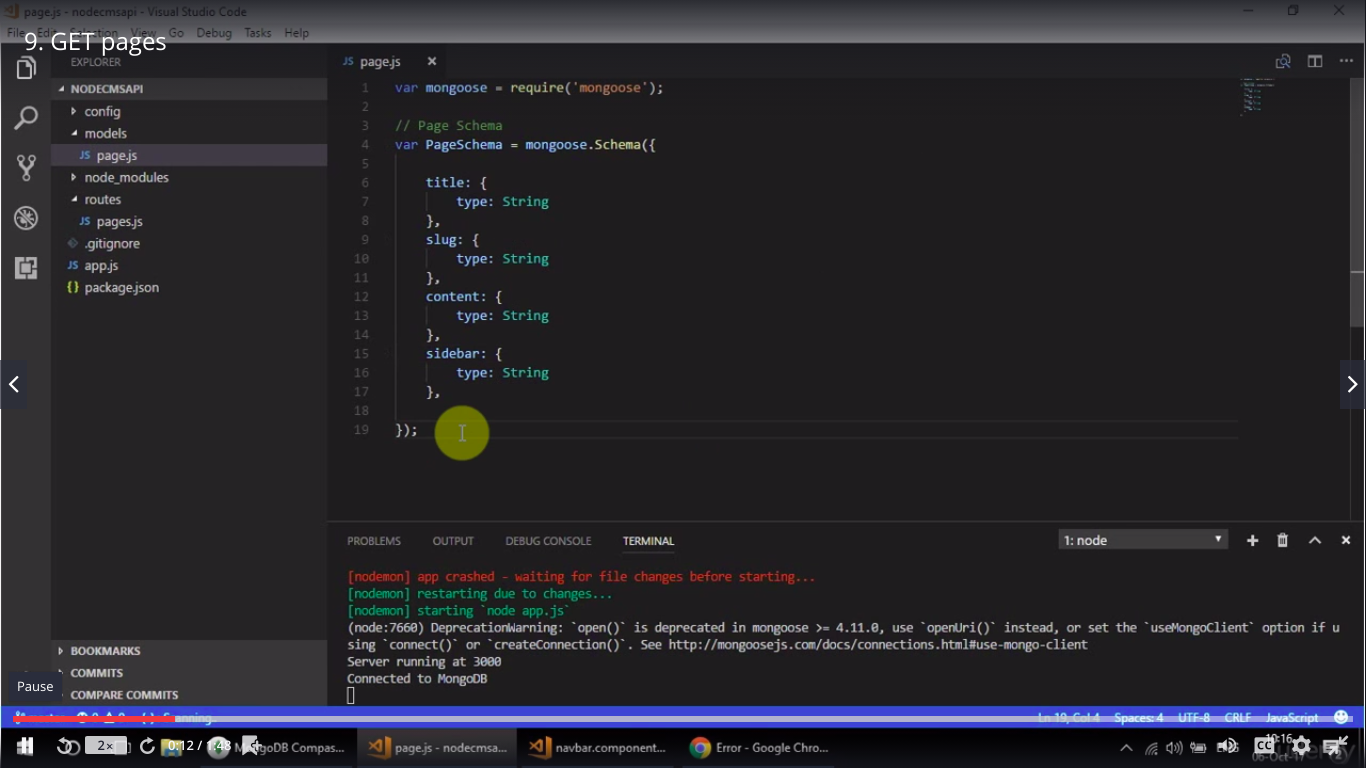 page.js - nodecmsapi - Visual Studio Code
File Edit Selection View Go Debug Tasks Help
9. GET pages
EXPLORER
NODECMSAPI
config
models
JS page.js
node_modules
routes
JS pages.js
.gitignore
JS app.js
{} package.json
BOOKMARKS
COMMITS
COMPARE COMMITS
Pause
JS page.js
1 var mongoose = require('mongoose');
2
3 // Page Schema
4 var PageSchema = mongoose.Schema({
5
6 title: {
7 type: String
8 },
9 slug: {
10 type: String
11 },
12 content: {
13 type: String
14 },
15 sidebar: {
16 type: String
17 },
18
19 });
PROBLEMS OUTPUT DEBUG CONSOLE TERMINAL
1: node
[nodemon] app crashed - waiting for file changes before starting...
[nodemon] restarting due to changes...
[nodemon] starting `node app.js`
(node:7660) DeprecationWarning: `open()` is deprecated in mongoose >= 4.11.0, use `openUri()` instead, or set the `useMongoClient` option if u
sing `connect()` or `createConnection()`. See http://mongoosejs.com/docs/connections.html#use-mongo-client
Server running at 3000
Connected to MongoDB
Ln 19, Col 4 Spaces: 4 UTF-8 CRLF JavaScript
2x
0:12 / 1:48
MongoDB Compas...
page.js - nodecmsa...
navbar.component...
Error - Google Chro...
CC
10:16
06-Oct-17